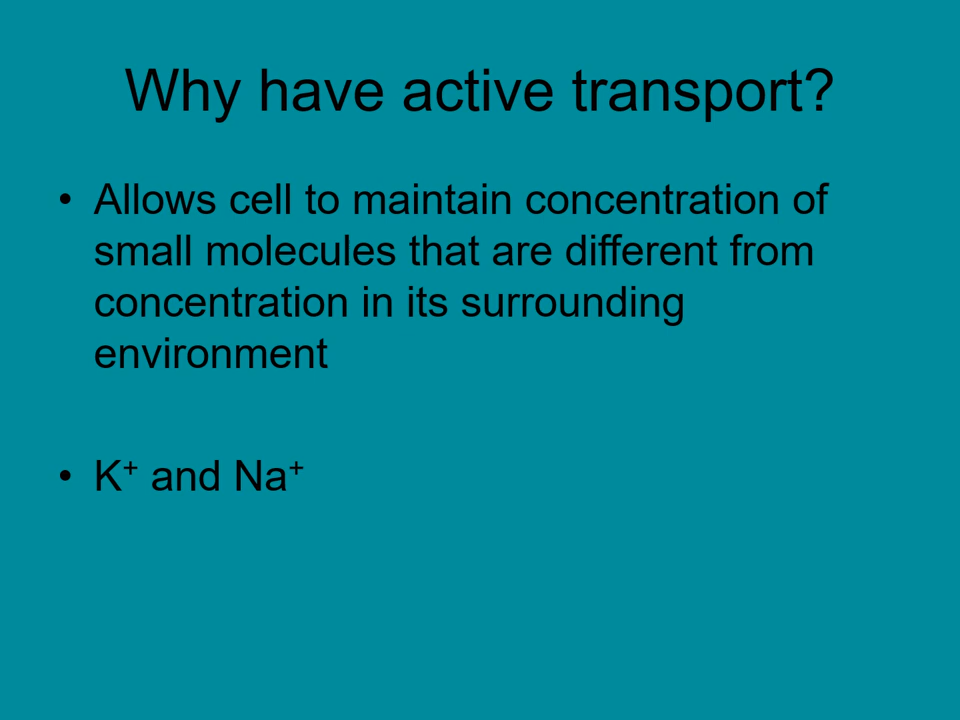 Why have active transport?
• Allows cell to maintain concentration of
small molecules that are different from
concentration in its surrounding
environment
• K⁺ and Na⁺